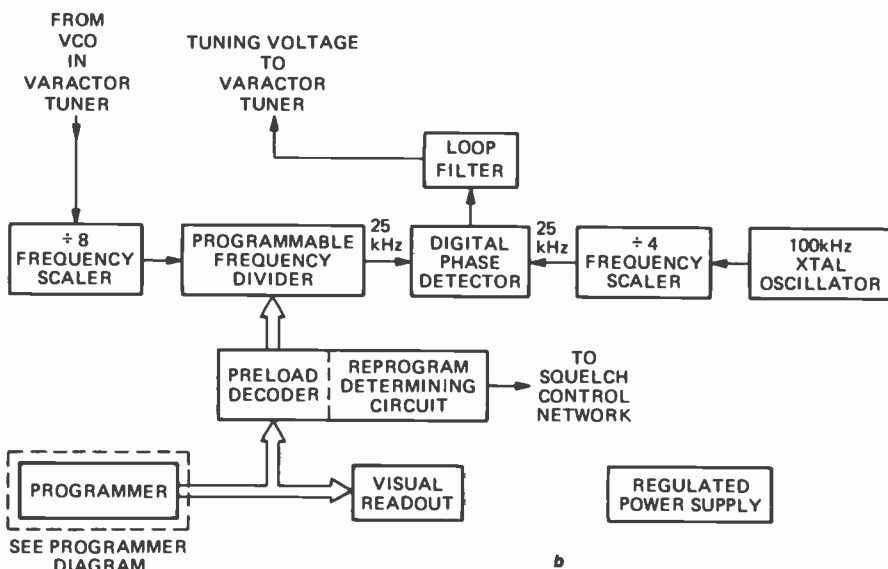 FROM
VCO
IN
VARACTOR
TUNER
TUNING VOLTAGE
TO
VARACTOR
TUNER
LOOP
FILTER
÷8
FREQUENCY
SCALER
PROGRAMMABLE
FREQUENCY
DIVIDER
25
kHz
DIGITAL
PHASE
DETECTOR
25
kHz
÷4
FREQUENCY
SCALER
100kHz
XTAL
OSCILLATOR
PRELOAD
DECODER
REPROGRAM
DETERMINING
CIRCUIT
TO
SQUELCH
CONTROL
NETWORK
PROGRAMMER
VISUAL
READOUT
REGULATED
POWER SUPPLY
SEE PROGRAMMER
DIAGRAM
b